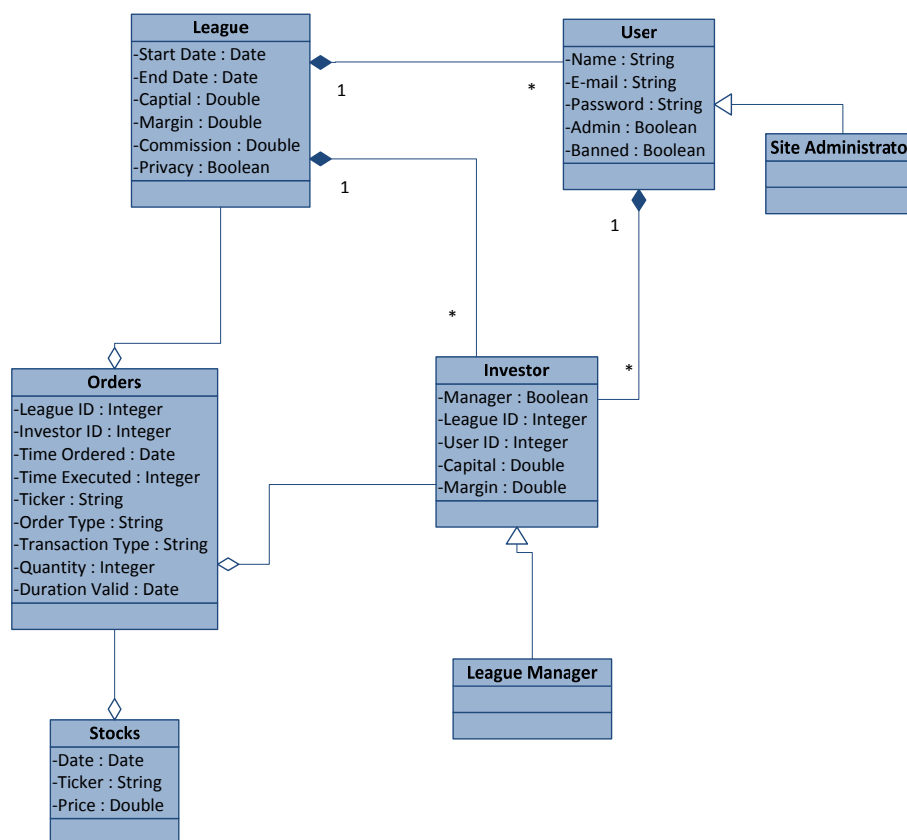 League
-Start Date : Date
-End Date : Date
-Captial : Double
-Margin : Double
-Commission : Double
-Privacy : Boolean
1
*
1
*
User
-Name : String
-E-mail : String
-Password : String
-Admin : Boolean
-Banned : Boolean
1
*
Site Administrato
Orders
-League ID : Integer
-Investor ID : Integer
-Time Ordered : Date
-Time Executed : Integer
-Ticker : String
-Order Type : String
-Transaction Type : String
-Quantity : Integer
-Duration Valid : Date
Investor
-Manager : Boolean
-League ID : Integer
-User ID : Integer
-Capital : Double
-Margin : Double
League Manager
Stocks
-Date : Date
-Ticker : String
-Price : Double